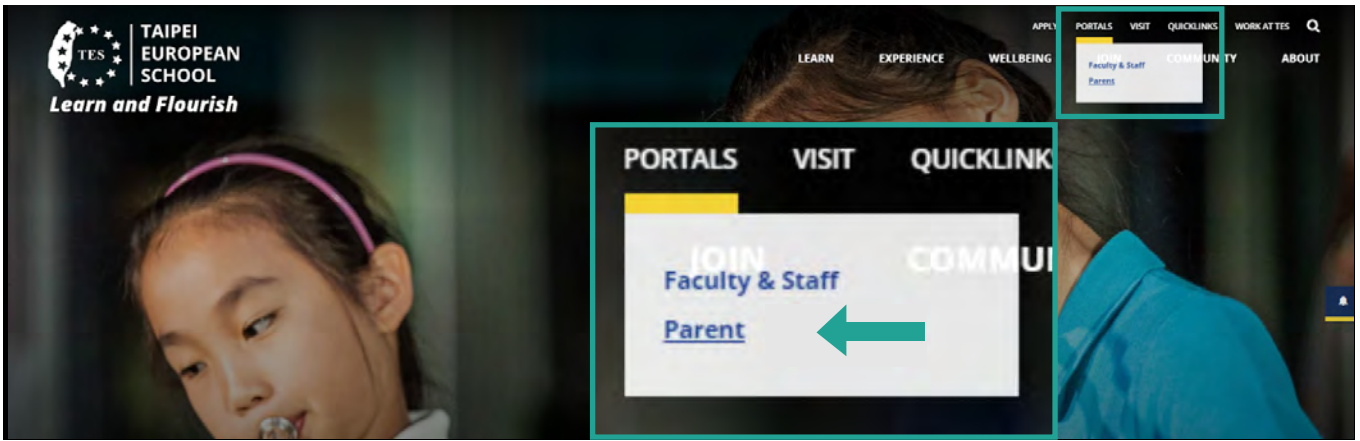 TES
TAIPEI
EUROPEAN
SCHOOL
Learn and Flourish
APPLY PORTALS VISIT QUICKLINKS WORK AT TES
LEARN EXPERIENCE WELLBEING JOIN COMMUNITY ABOUT
Faculty & Staff
Parent
PORTALS VISIT QUICKLINK
JOIN COMMU
Faculty & Staff
Parent